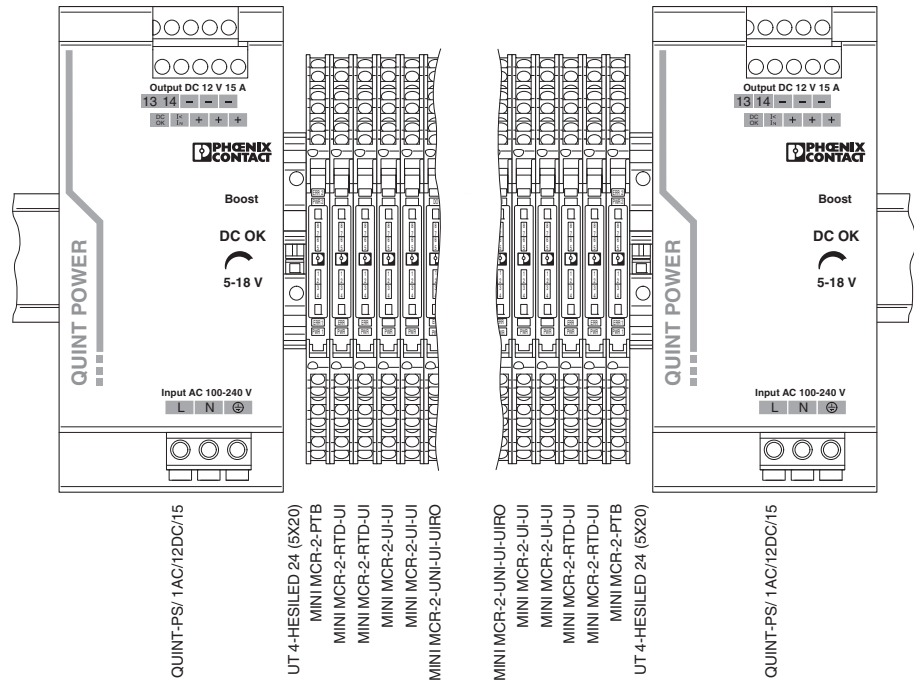 Output DC 12 V 15 A
13 14 – – –
DC OK I< IN + + +
PHŒNIX
CONTACT
Boost
DC OK
5-18 V
QUINT POWER
Input AC 100-240 V
L N
Output DC 12 V 15 A
13 14 – – –
DC OK I< IN + + +
PHŒNIX
CONTACT
Boost
DC OK
5-18 V
QUINT POWER
Input AC 100-240 V
L N
QUINT-PS/ 1AC/12DC/15
UT 4-HESILED 24 (5X20)
MINI MCR-2-PTB
MINI MCR-2-RTD-UI
MINI MCR-2-RTD-UI
MINI MCR-2-UI-UI
MINI MCR-2-UI-UI
MINI MCR-2-UNI-UI-UIRO
MINI MCR-2-UNI-UI-UIRO
MINI MCR-2-UI-UI
MINI MCR-2-UI-UI
MINI MCR-2-RTD-UI
MINI MCR-2-RTD-UI
MINI MCR-2-PTB
UT 4-HESILED 24 (5X20)
QUINT-PS/ 1AC/12DC/15